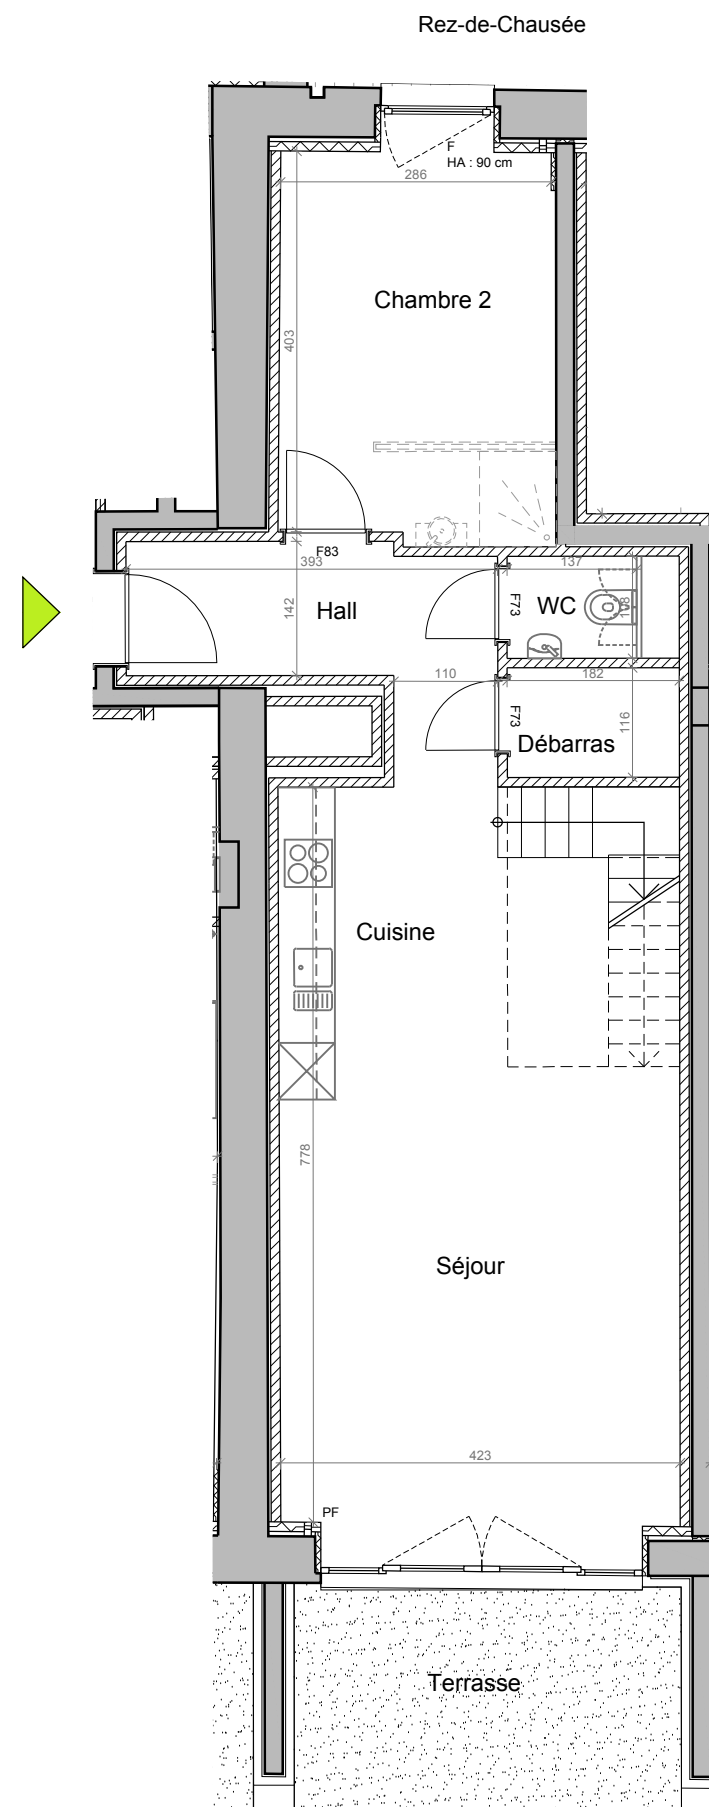 Rez-de-Chausée
F
HA : 90 cm
286
Chambre 2
403
F83
393
137
142
Hall
F73
WC
108
110
182
F73
116
Débarras
Cuisine
778
Séjour
423
PF
Terrasse